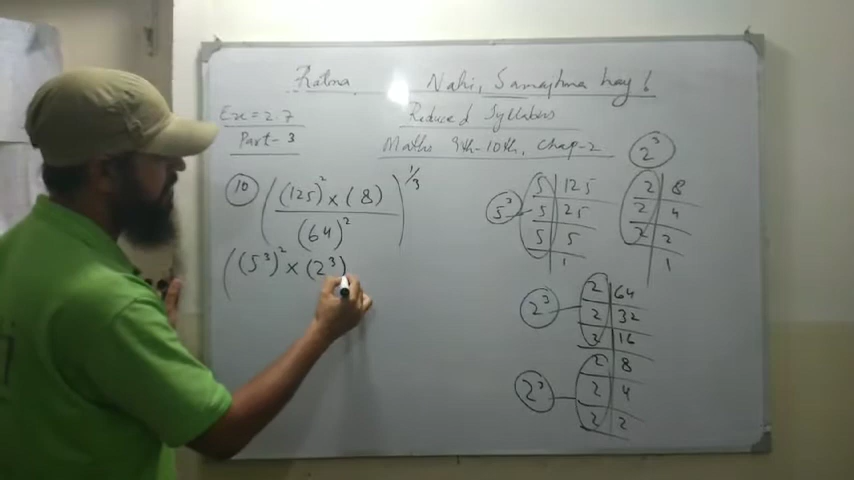 Ratna Nahi, Samajhna hay !
Ex = 2.7
Part - 3
Reduced Syllabus
Maths 9th-10th, Chap-2
10 ((125)² × (8) / (64)²)^1/3
((5³)² × (2³)
5³
5 | 125
5 | 25
5 | 5
1
2³
2 | 8
2 | 4
2 | 2
1
2³
2 | 64
2 | 32
2 | 16
2³
2 | 8
2 | 4
2 | 2